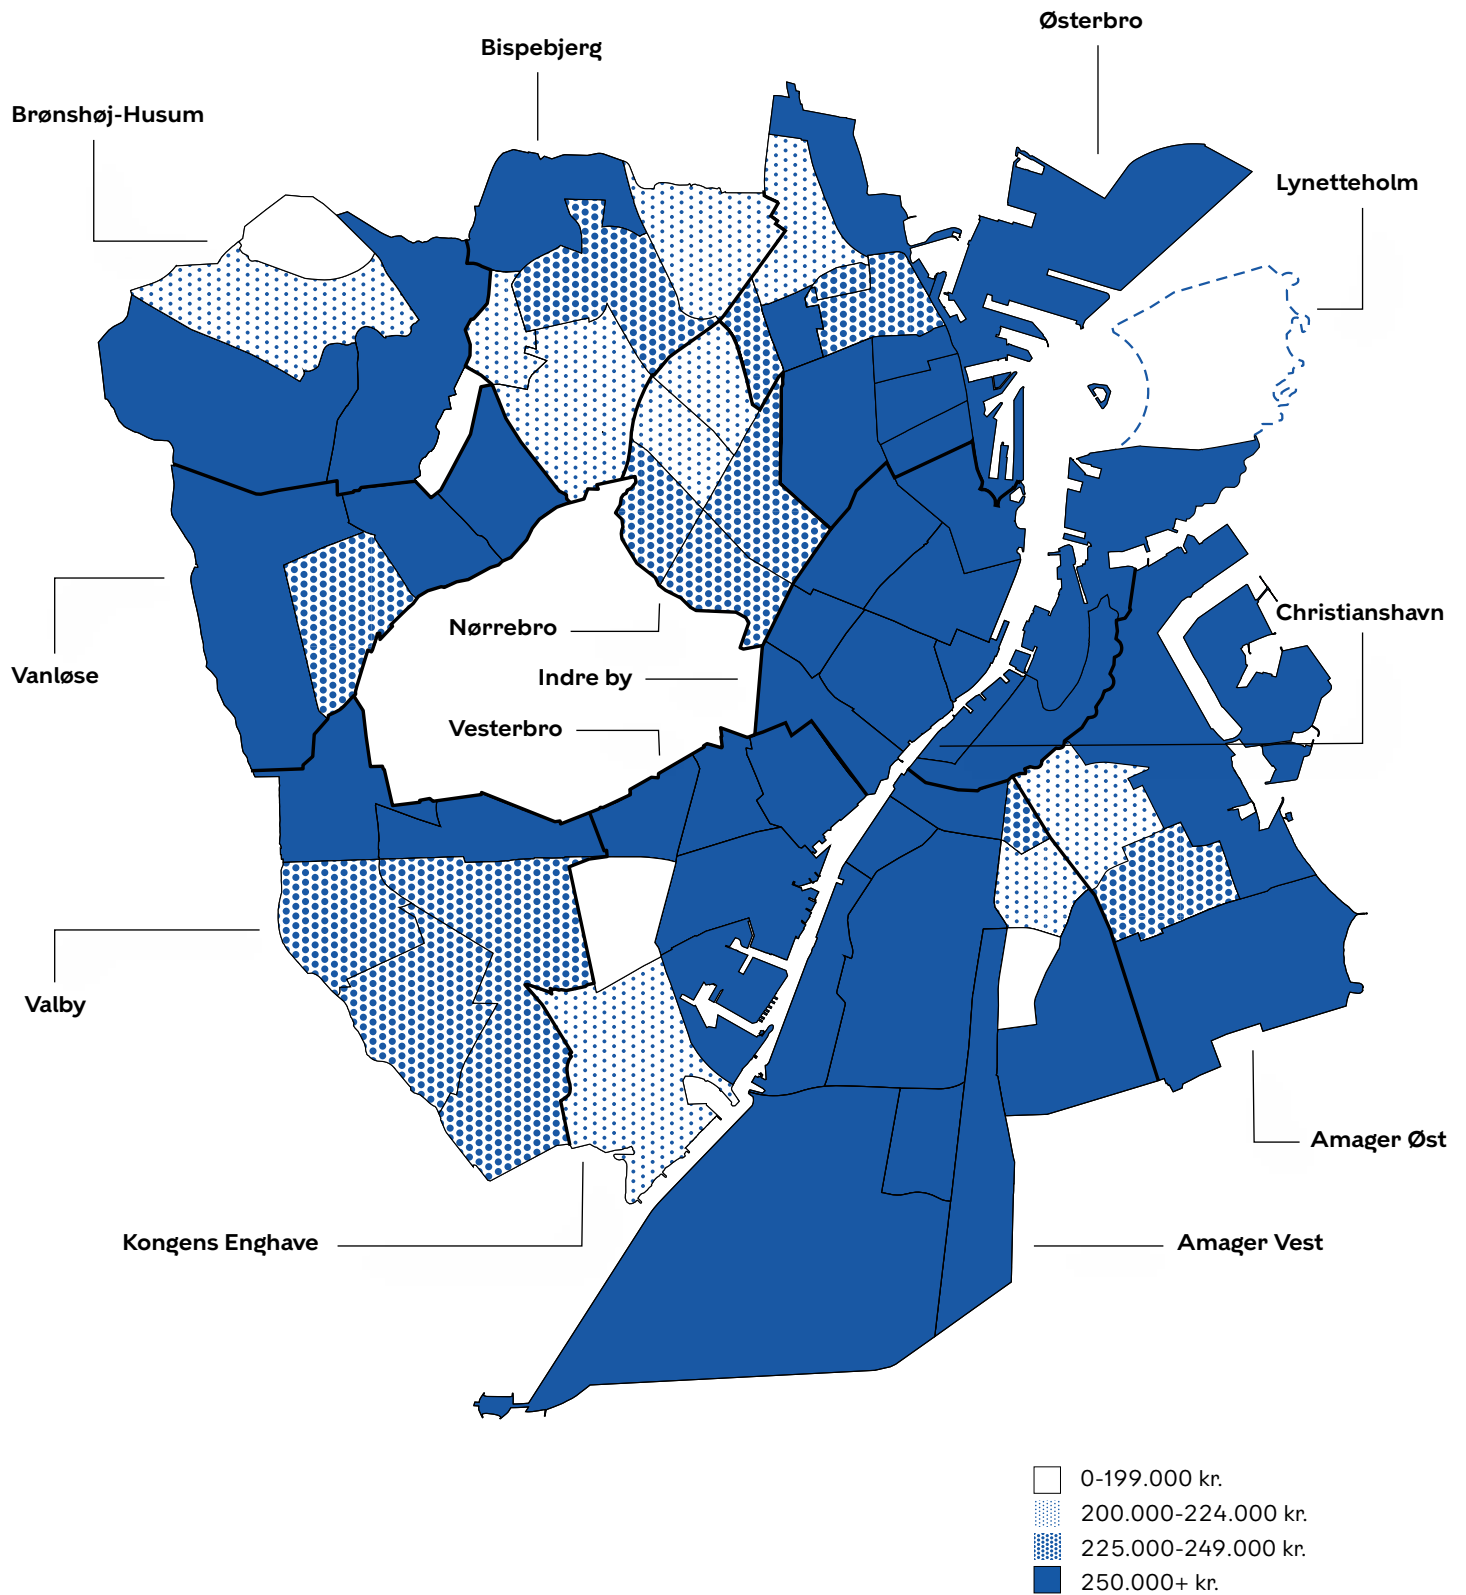 Østerbro
Bispebjerg
Brønshøj-Husum
Lynetteholm
Christianshavn
Nørrebro
Vanløse
Indre by
Vesterbro
Valby
Amager Øst
Kongens Enghave
Amager Vest
0-199.000 kr.
200.000-224.000 kr.
225.000-249.000 kr.
250.000+ kr.